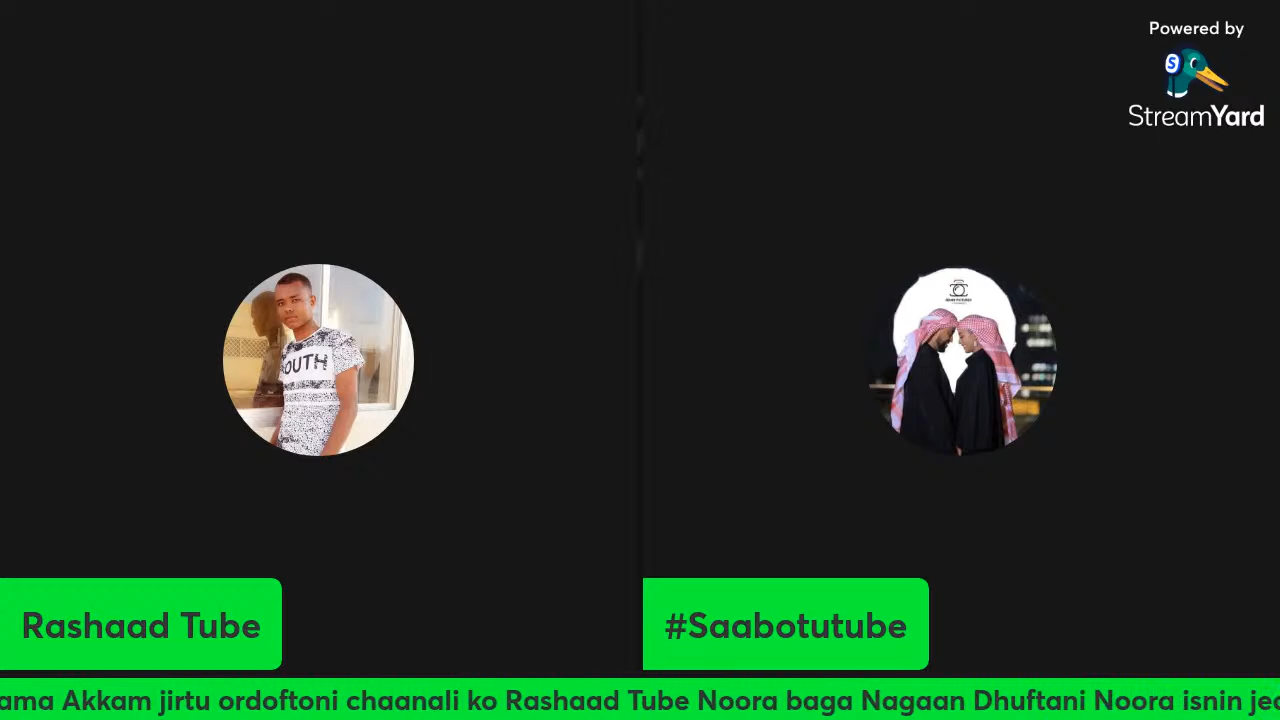 Powered by
StreamYard
OUTH
Rashaad Tube
#Saabotutube
Akkam jirtu ordoftoni chaanali ko Rashaad Tube Noora baga Nagaan Dhuftani Noora isnin